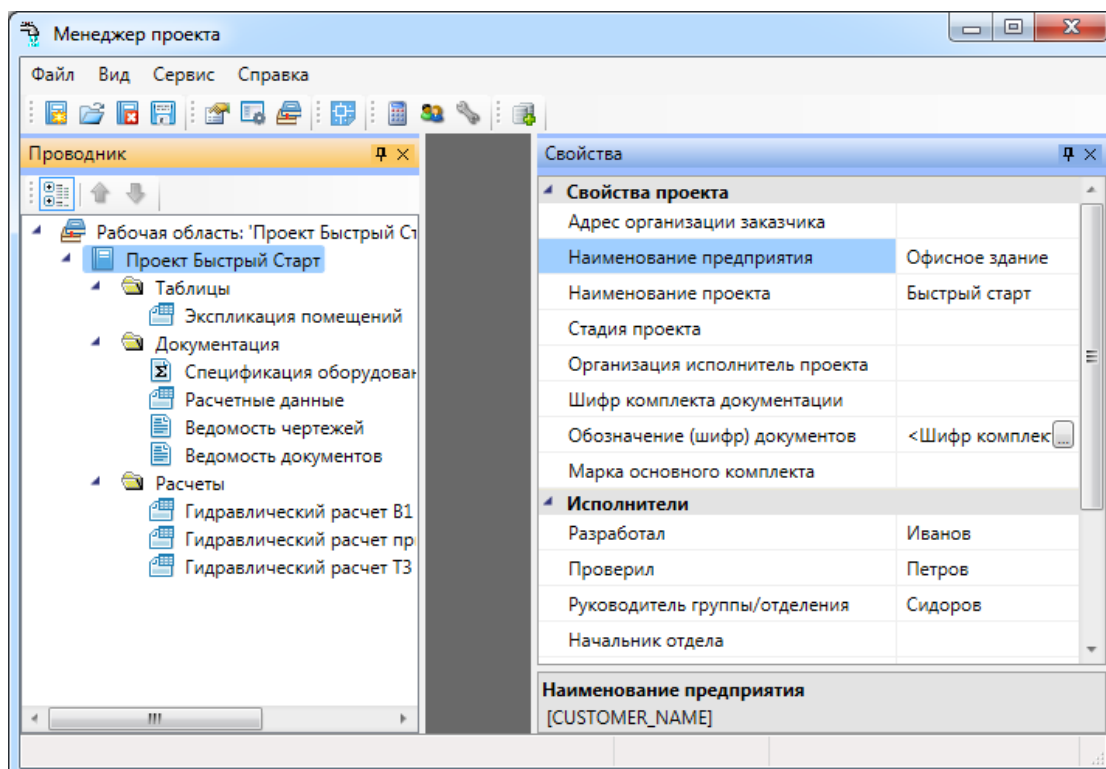 Менеджер проекта
Файл Вид Сервис Справка
Проводник
Рабочая область: 'Проект Быстрый Ст
Проект Быстрый Старт
Таблицы
Экспликация помещений
Документация
Спецификация оборудован
Расчетные данные
Ведомость чертежей
Ведомость документов
Расчеты
Гидравлический расчет В1
Гидравлический расчет пр
Гидравлический расчет Т3
Свойства
Свойства проекта
Адрес организации заказчика
Наименование предприятия Офисное здание
Наименование проекта Быстрый старт
Стадия проекта
Организация исполнитель проекта
Шифр комплекта документации
Обозначение (шифр) документов <Шифр комплект ...
Марка основного комплекта
Исполнители
Разработал Иванов
Проверил Петров
Руководитель группы/отделения Сидоров
Начальник отдела
Наименование предприятия
[CUSTOMER_NAME]